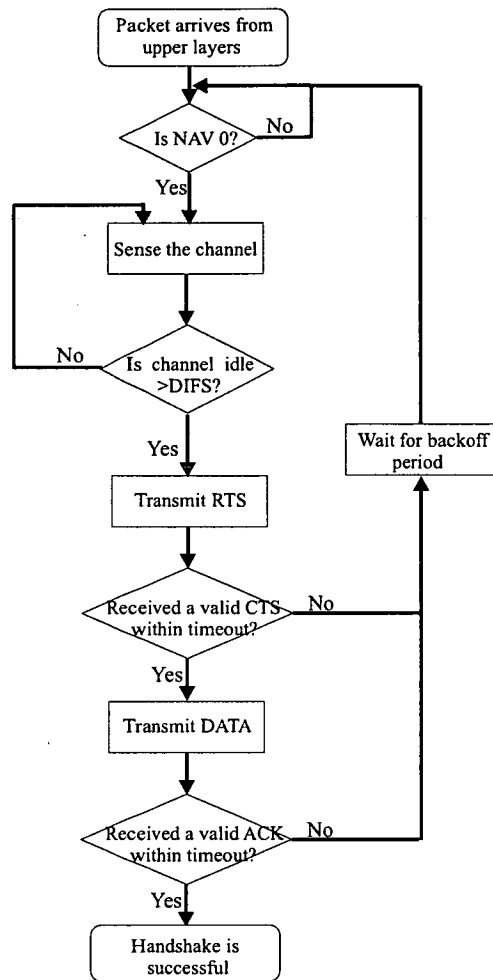 Packet arrives from
upper layers
Is NAV 0?
No
Yes
Sense the channel
No
Is channel idle
>DIFS?
Yes
Wait for backoff
period
Transmit RTS
Received a valid CTS
within timeout?
No
Yes
Transmit DATA
Received a valid ACK
within timeout?
No
Yes
Handshake is
successful